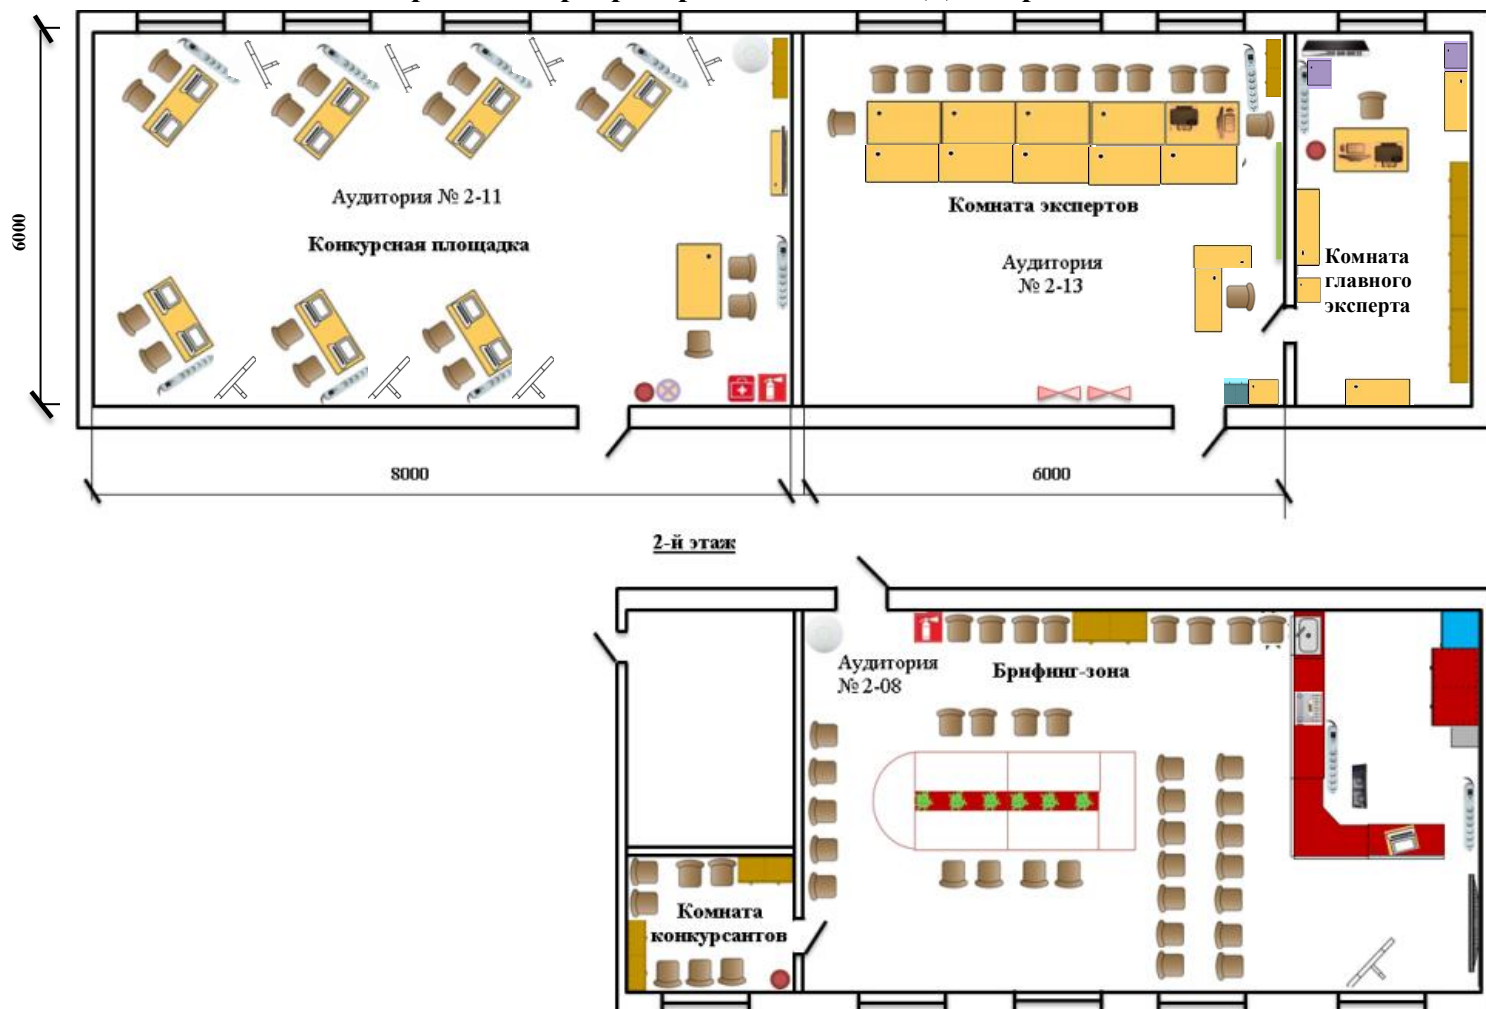 Аудитория № 2-11
Конкурсная площадка
6000
Комната экспертов
Аудитория
№ 2-13
Комната
главного
эксперта
8000
6000
2-й этаж
Аудитория
№ 2-08
Брифинг-зона
Комната
конкурсантов